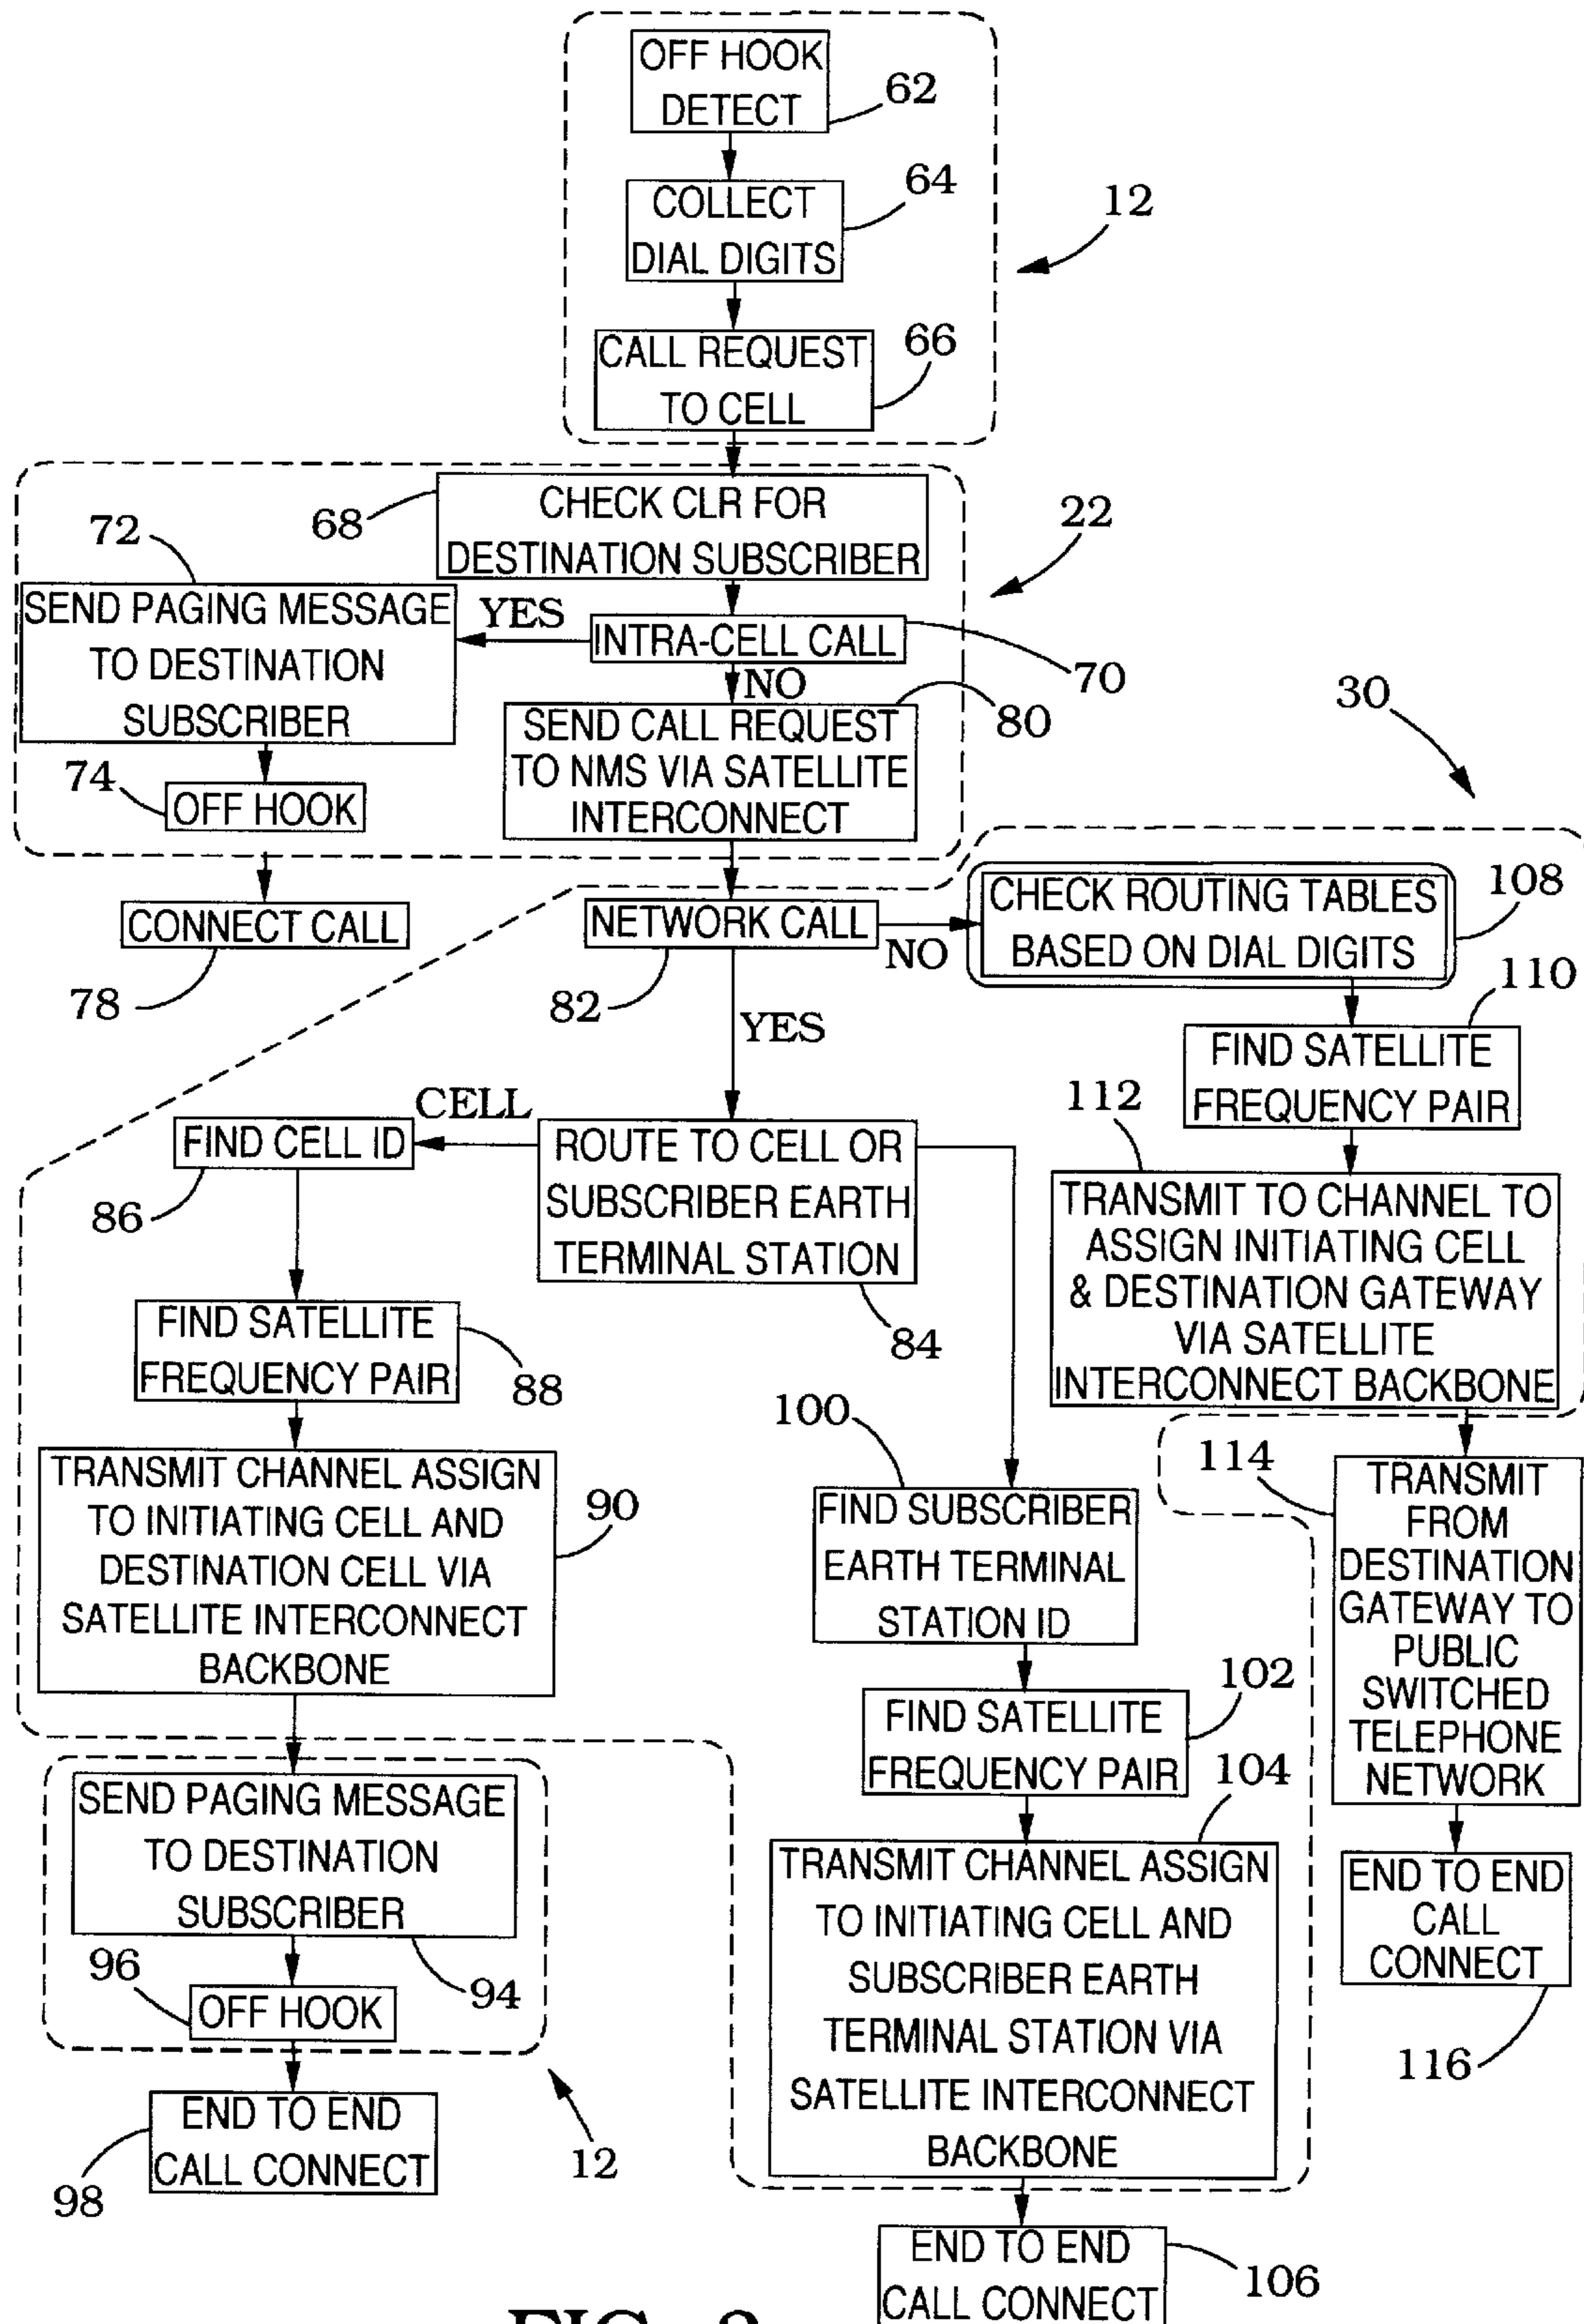 OFF HOOK
DETECT
62
COLLECT
DIAL DIGITS
64
12
CALL REQUEST
TO CELL
66
CHECK CLR FOR
DESTINATION SUBSCRIBER
68
22
72
SEND PAGING MESSAGE
TO DESTINATION
SUBSCRIBER
YES
INTRA-CELL CALL
70
NO
80
SEND CALL REQUEST
TO NMS VIA SATELLITE
INTERCONNECT
30
74
OFF HOOK
CONNECT CALL
78
NETWORK CALL
82
NO
CHECK ROUTING TABLES
BASED ON DIAL DIGITS
108
YES
110
FIND SATELLITE
FREQUENCY PAIR
112
TRANSMIT TO CHANNEL TO
ASSIGN INITIATING CELL
& DESTINATION GATEWAY
VIA SATELLITE
INTERCONNECT BACKBONE
CELL
FIND CELL ID
86
ROUTE TO CELL OR
SUBSCRIBER EARTH
TERMINAL STATION
84
FIND SATELLITE
FREQUENCY PAIR
88
TRANSMIT CHANNEL ASSIGN
TO INITIATING CELL AND
DESTINATION CELL VIA
SATELLITE INTERCONNECT
BACKBONE
90
100
FIND SUBSCRIBER
EARTH TERMINAL
STATION ID
114
TRANSMIT
FROM
DESTINATION
GATEWAY TO
PUBLIC
SWITCHED
TELEPHONE
NETWORK
102
FIND SATELLITE
FREQUENCY PAIR
104
SEND PAGING MESSAGE
TO DESTINATION
SUBSCRIBER
94
96
OFF HOOK
12
END TO END
CALL CONNECT
98
TRANSMIT CHANNEL ASSIGN
TO INITIATING CELL AND
SUBSCRIBER EARTH
TERMINAL STATION VIA
SATELLITE INTERCONNECT
BACKBONE
END TO END
CALL
CONNECT
116
END TO END
CALL CONNECT
106